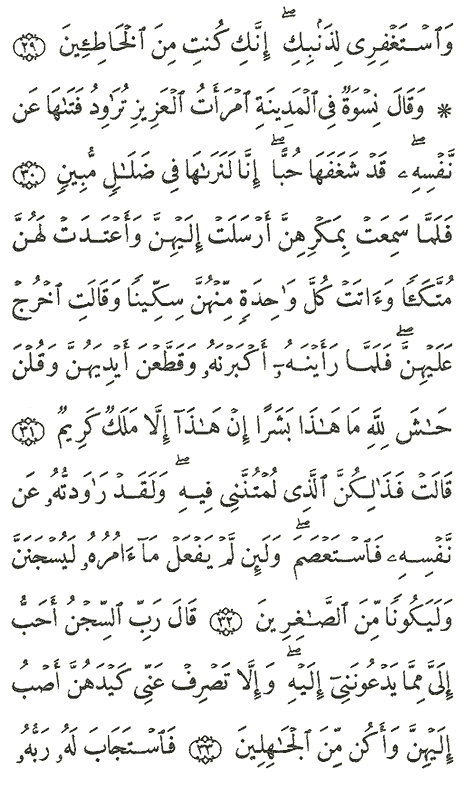 وَٱسۡتَغۡفِرِى لِذَنۢبِكِۖ إِنَّكِ كُنتِ مِنَ ٱلۡخَاطِـِٔينَ ٢٩
* وَقَالَ نِسۡوَةٌ فِى ٱلۡمَدِينَةِ ٱمۡرَأَتُ ٱلۡعَزِيزِ تُرَٰوِدُ فَتَىٰهَا عَن
نَّفۡسِهِۦۖ قَدۡ شَغَفَهَا حُبًّاۖ إِنَّا لَنَرَىٰهَا فِى ضَلَٰلٍ مُّبِينٍ ٣٠
فَلَمَّا سَمِعَتۡ بِمَكۡرِهِنَّ أَرۡسَلَتۡ إِلَيۡهِنَّ وَأَعۡتَدَتۡ لَهُنَّ
مُتَّكَـًٔا وَءَاتَتۡ كُلَّ وَٰحِدَةٍ مِّنۡهُنَّ سِكِّينًا وَقَالَتِ ٱخۡرُجۡ
عَلَيۡهِنَّۖ فَلَمَّا رَأَيۡنَهُۥٓ أَكۡبَرۡنَهُۥ وَقَطَّعۡنَ أَيۡدِيَهُنَّ وَقُلۡنَ
حَٰشَ لِلَّهِ مَا هَٰذَا بَشَرًا إِنۡ هَٰذَآ إِلَّا مَلَكٌ كَرِيمٌ ٣١
قَالَتۡ فَذَٰلِكُنَّ ٱلَّذِى لُمۡتُنَّنِى فِيهِۖ وَلَقَدۡ رَٰوَدتُّهُۥ عَن
نَّفۡسِهِۦ فَٱسۡتَعۡصَمَۖ وَلَئِن لَّمۡ يَفۡعَلۡ مَآ ءَامُرُهُۥ لَيُسۡجَنَنَّ
وَلَيَكُونًا مِّنَ ٱلصَّٰغِرِينَ ٣٢ قَالَ رَبِّ ٱلسِّجۡنُ أَحَبُّ
إِلَىَّ مِمَّا يَدۡعُونَنِىٓ إِلَيۡهِۖ وَإِلَّا تَصۡرِفۡ عَنِّى كَيۡدَهُنَّ أَصۡبُ
إِلَيۡهِنَّ وَأَكُن مِّنَ ٱلۡجَٰهِلِينَ ٣٣ فَٱسۡتَجَابَ لَهُۥ رَبُّهُۥ